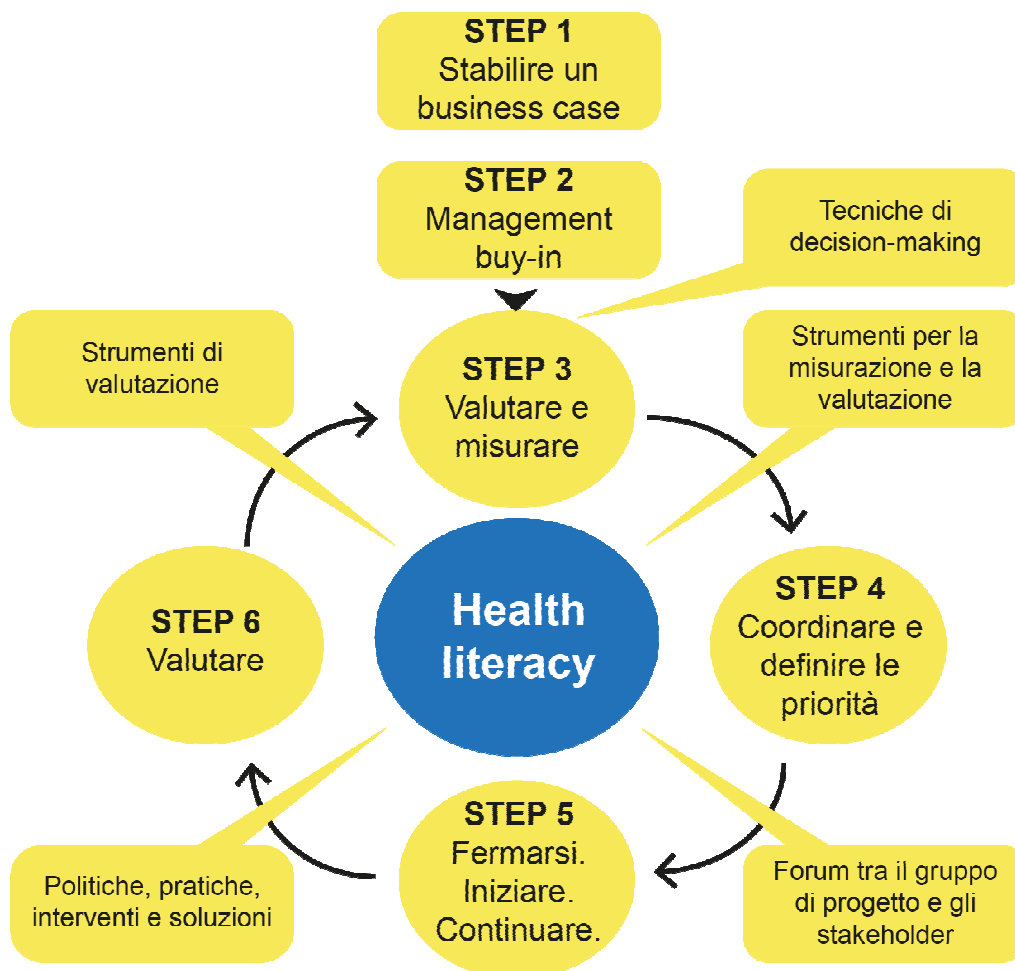 STEP 1
Stabilire un
business case
STEP 2
Management
buy-in
Tecniche di
decision-making
Strumenti di
valutazione
STEP 3
Valutare e
misurare
Strumenti per la
misurazione e la
valutazione
STEP 6
Valutare
Health
literacy
STEP 4
Coordinare e
definire le
priorità
Politiche, pratiche,
interventi e soluzioni
STEP 5
Fermarsi.
Iniziare.
Continuare.
Forum tra il gruppo
di progetto e gli
stakeholder